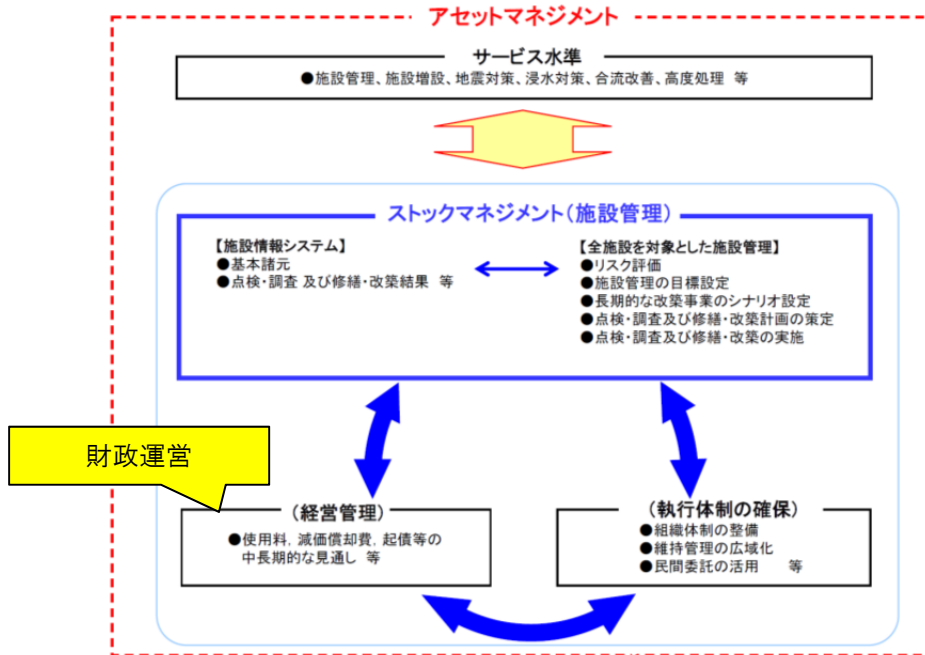 アセットマネジメント
サービス水準
●施設管理、施設増設、地震対策、浸水対策、合流改善、高度処理 等
ストックマネジメント(施設管理)
【施設情報システム】
●基本諸元
●点検・調査 及び修繕・改築結果 等
【全施設を対象とした施設管理】
●リスク評価
●施設管理の目標設定
●長期的な改築事業のシナリオ設定
●点検・調査及び修繕・改築計画の策定
●点検・調査及び修繕・改築の実施
財政運営
(経営管理)
●使用料, 減価償却費, 起債等の
中長期的な見通し 等
(執行体制の確保)
●組織体制の整備
●維持管理の広域化
●民間委託の活用 等